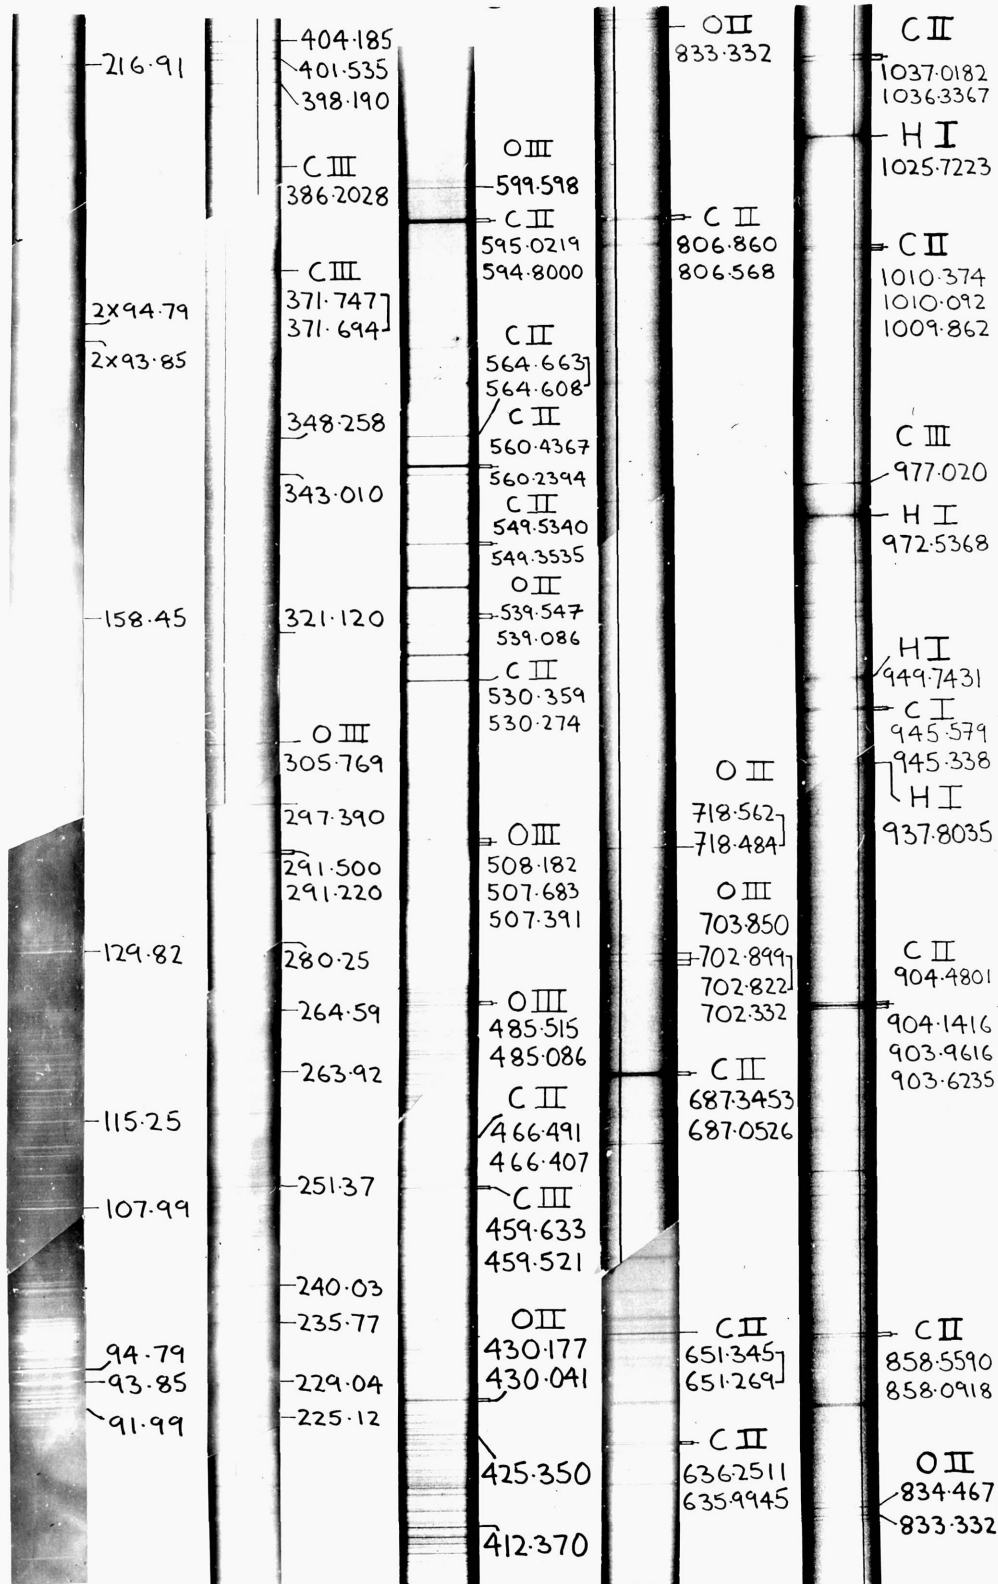 216.91
2×94.79
2×93.85
158.45
129.82
115.25
107.99
94.79
93.85
91.99
404.185
401.535
398.190
C III
386.2028
C III
371.747
371.694
348.258
343.010
321.120
O III
305.769
297.390
291.500
291.220
280.25
264.59
263.92
251.37
240.03
235.77
229.04
225.12
O III
599.598
C II
595.0219
594.8000
C II
564.663
564.608
C II
560.4367
560.2394
C II
549.5340
549.3535
O II
539.547
539.086
C II
530.359
530.274
O III
508.182
507.683
507.391
O III
485.515
485.086
C II
466.491
466.407
C III
459.633
459.521
O II
430.177
430.041
425.350
412.370
O II
833.332
C II
806.860
806.568
O II
718.562
718.484
O III
703.850
702.899
702.822
702.332
C II
687.3453
687.0526
C II
651.345
651.269
C II
636.2511
635.9945
C II
1037.0182
1036.3367
H I
1025.7223
C II
1010.374
1010.092
1009.862
C III
977.020
H I
972.5368
H I
949.7431
C I
945.579
945.338
H I
937.8035
C II
904.4801
904.1416
903.9616
903.6235
C II
858.5590
858.0918
O II
834.467
833.332